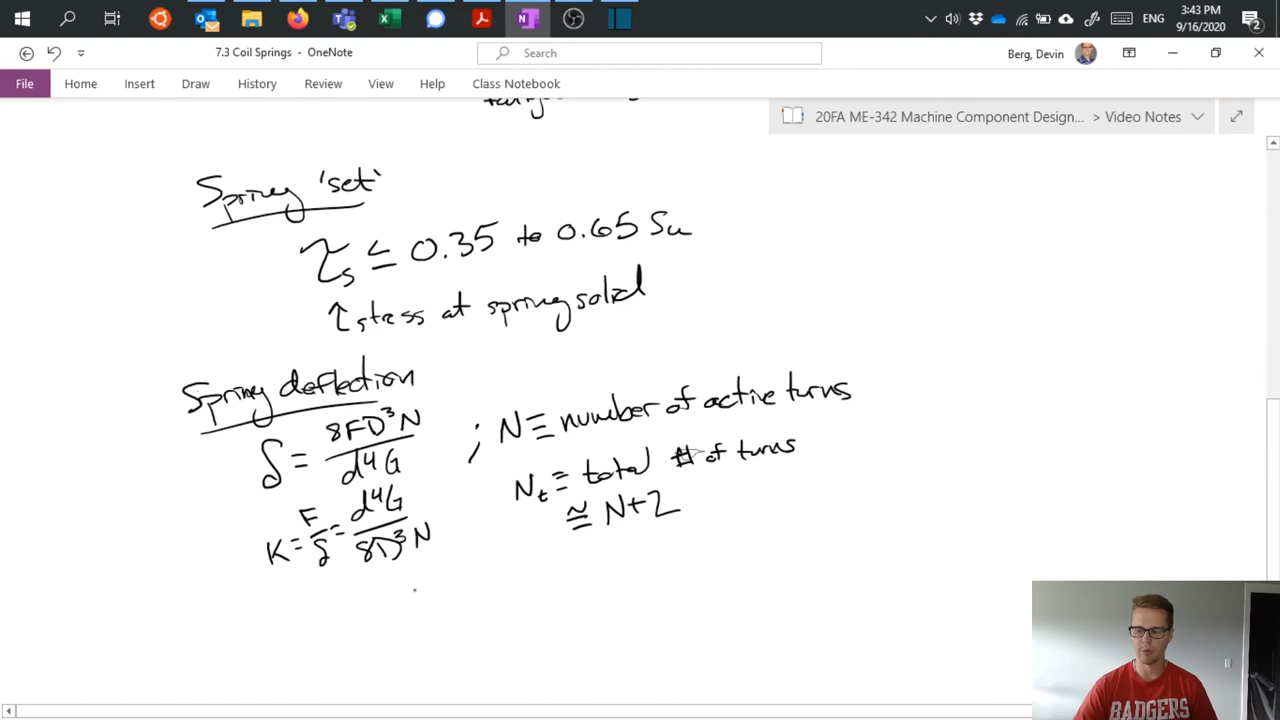 3:43 PM
ENG
9/16/2020
2
7.3 Coil Springs - OneNote
Search
Berg, Devin
File Home Insert Draw History Review View Help Class Notebook
20FA ME-342 Machine Component Design... > Video Notes
Spring 'set'
τs ≤ 0.35 to 0.65 Su
↑ stress at spring solid
Spring deflection
δ = 8FD³N / d⁴G ; N ≡ number of active turns
Nt ≡ total # of turns
≅ N+2
K = F/δ = d⁴G / 8D³N
BADGERS